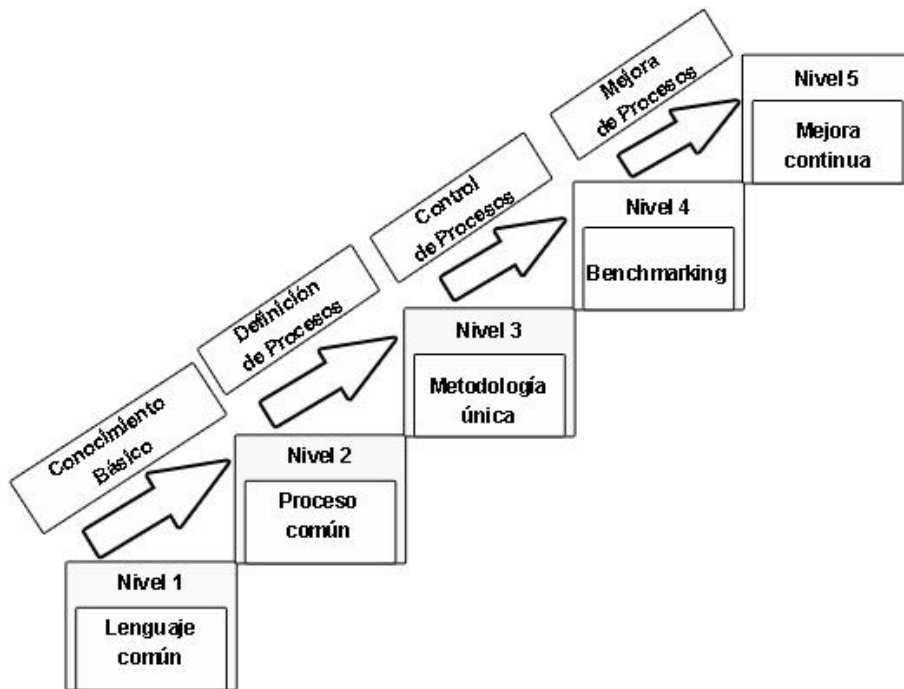 Mejora
de Procesos
Nivel 5
Mejora
continua
Control
de Procesos
Nivel 4
Benchmarking
Definición
de Procesos
Nivel 3
Metodología
única
Conocimiento
Básico
Nivel 2
Proceso
común
Nivel 1
Lenguaje
común